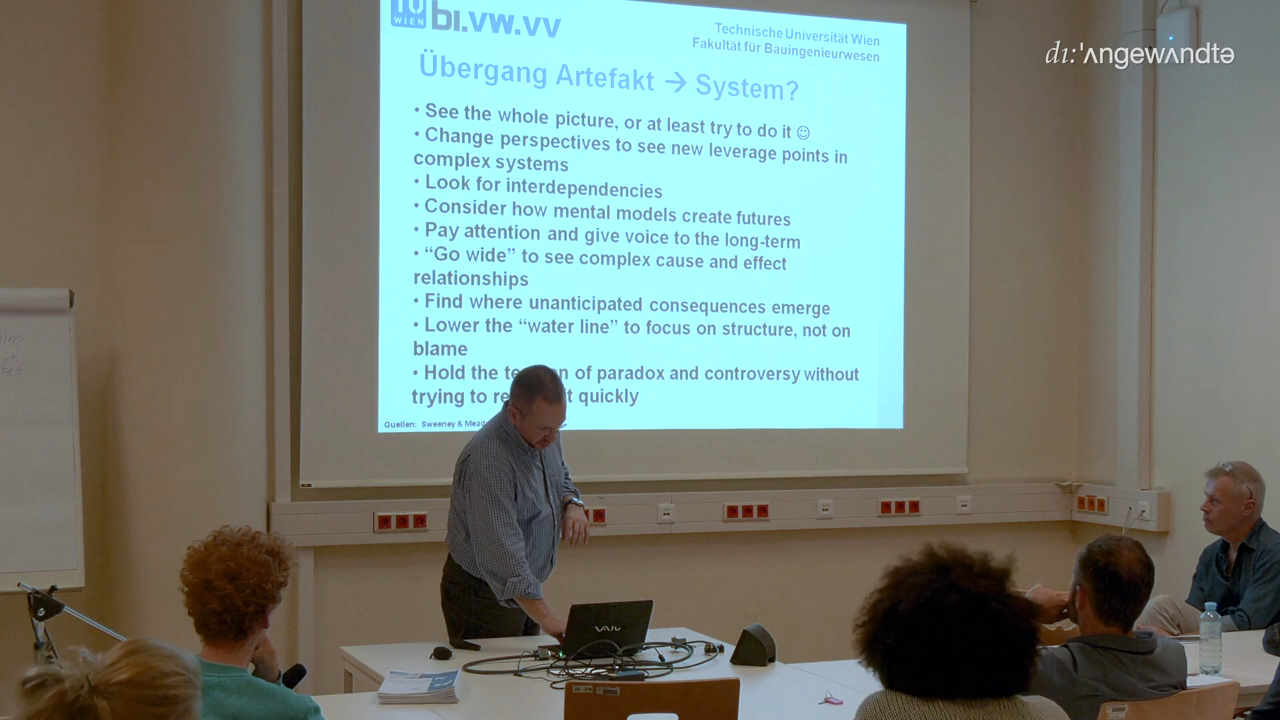 TU
WIEN
bi.vw.vv
Technische Universität Wien
Fakultät für Bauingenieurwesen
dı:'ʌngewʌndtə
Übergang Artefakt → System?
• See the whole picture, or at least try to do it ☺
• Change perspectives to see new leverage points in
complex systems
• Look for interdependencies
• Consider how mental models create futures
• Pay attention and give voice to the long-term
• “Go wide” to see complex cause and effect
relationships
• Find where unanticipated consequences emerge
• Lower the “water line” to focus on structure, not on
blame
• Hold the of paradox and controversy without
trying to quickly
Quellen: Sweeney &
VAIO